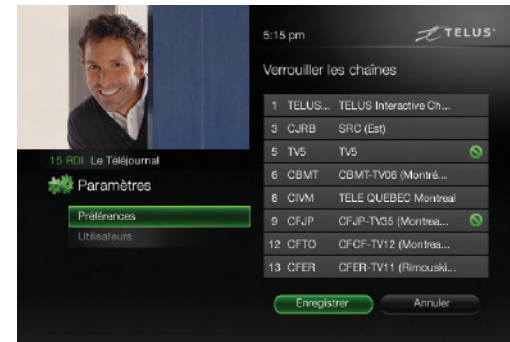 5:15 pm
TELUS
Verrouiller les chaînes
1 TELUS... TELUS Interactive Ch...
3 CJRB SRC (Est)
5 TV5 TV5
6 CBMT CBMT-TV06 (Montré...
8 CIVM TELE QUEBEC Montreal
9 CFJP CFJP-TV35 (Montrea...
12 CFTO CFCF-TV12 (Montrea...
13 CFER CFER-TV11 (Rimouski...
Enregistrer Annuler
15 RDI Le Téléjournal
Paramètres
Préférences
Utilisateurs